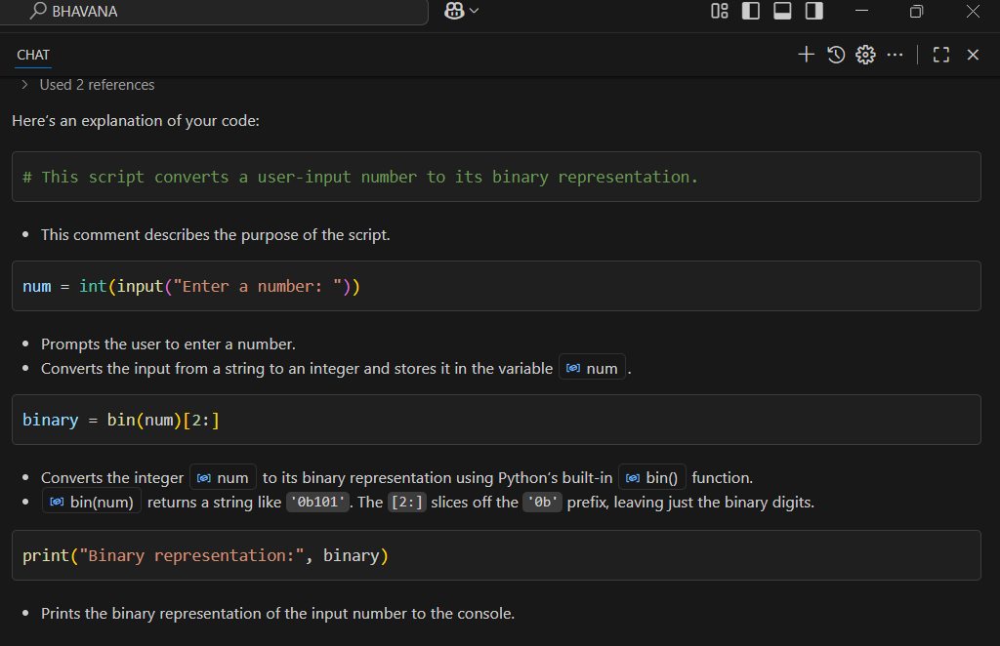 BHAVANA
CHAT
Used 2 references
Here's an explanation of your code:
# This script converts a user-input number to its binary representation.
• This comment describes the purpose of the script.
num = int(input("Enter a number: "))
• Prompts the user to enter a number.
• Converts the input from a string to an integer and stores it in the variable num .
binary = bin(num)[2:]
• Converts the integer num to its binary representation using Python's built-in bin() function.
• bin(num) returns a string like '0b101'. The [2:] slices off the '0b' prefix, leaving just the binary digits.
print("Binary representation:", binary)
• Prints the binary representation of the input number to the console.